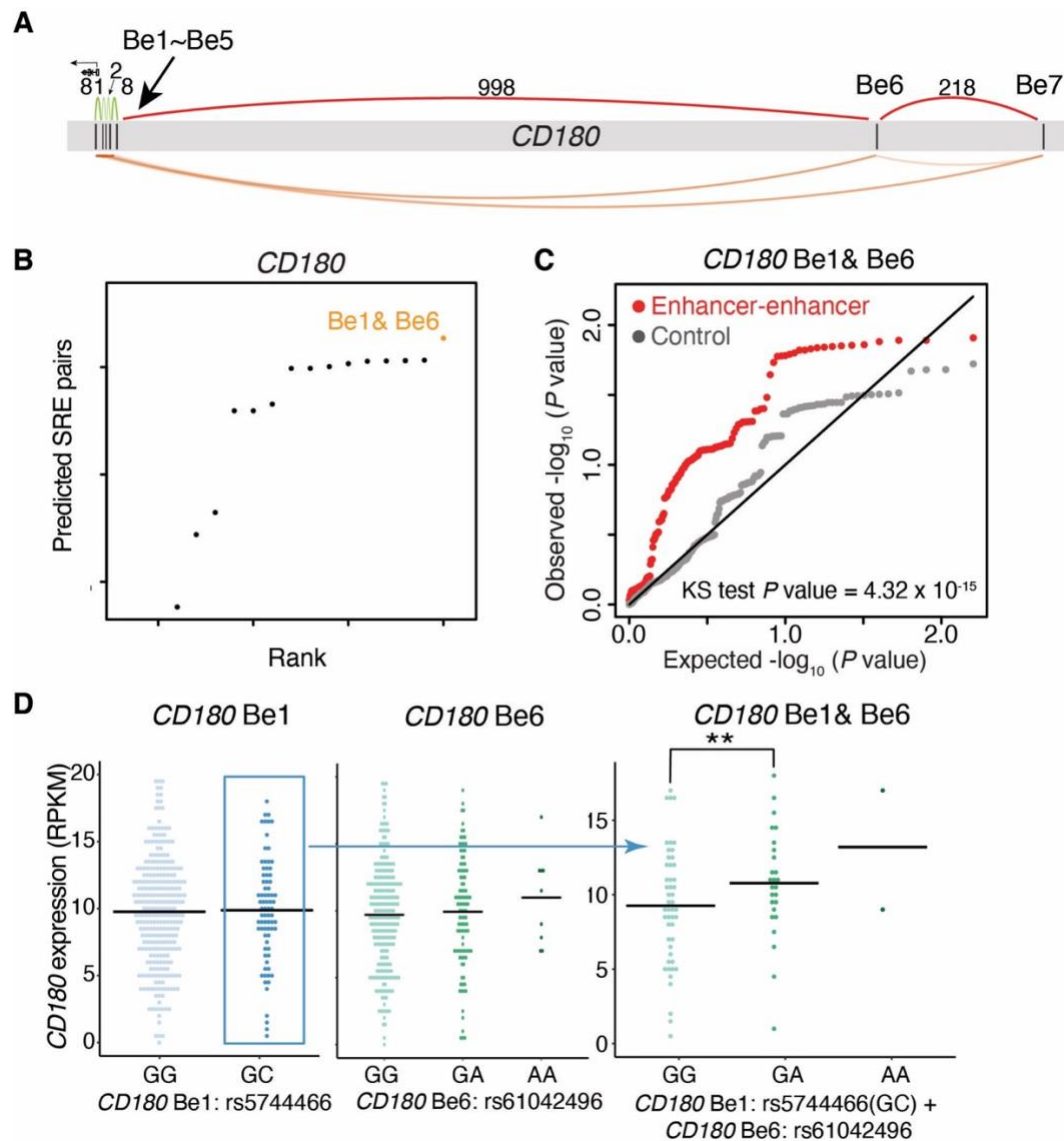 A
Be1~Be5
2
81 8
998
Be6
218
Be7
CD180
B
CD180
Be1& Be6
Predicted SRE pairs
Rank
C
CD180 Be1& Be6
Enhancer-enhancer
Control
2.0
1.0
0.0
Observed -log10 (P value)
KS test P value = 4.32 x 10-15
0.0 1.0 2.0
Expected -log10 (P value)
D
CD180 Be1
CD180 Be6
CD180 Be1& Be6
**
CD180 expression (RPKM)
20
15
10
5
0
15
10
5
0
GG GC
CD180 Be1: rs5744466
GG GA AA
CD180 Be6: rs61042496
GG GA AA
CD180 Be1: rs5744466(GC) +
CD180 Be6: rs61042496